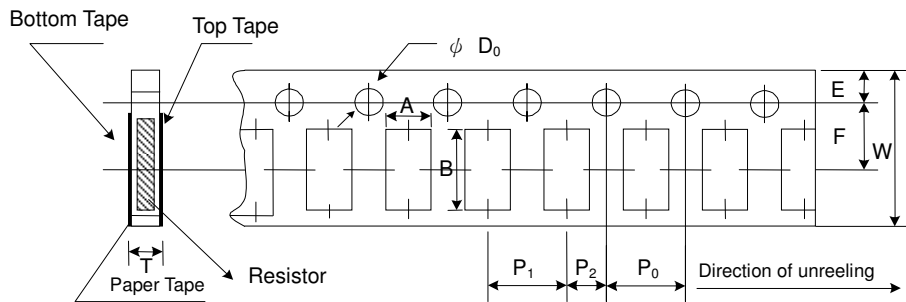 Bottom Tape
Top Tape
ϕ D₀
E
A
F
W
B
T
Paper Tape
Resistor
P₁
P₂
P₀
Direction of unreeling